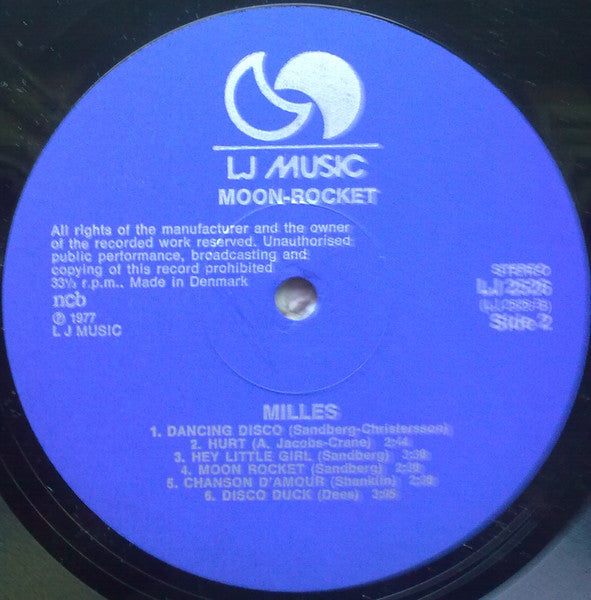 LJ MUSIC
MOON-ROCKET
All rights of the manufacturer and the owner
of the recorded work reserved. Unauthorised
public performance, broadcasting and
copying of this record prohibited
33⅓ r.p.m.. Made in Denmark
ncb
℗ 1977
L J MUSIC
STEREO
Side 2
MILLES
1. DANCING DISCO (Sandberg-Christersson)
2. HURT (A. Jacobs-Crane) 2:44
3. HEY LITTLE GIRL (Sandberg)
4. MOON ROCKET (Sandberg)
5. CHANSON D'AMOUR (Shanklin)
6. DISCO DUCK (Dees)